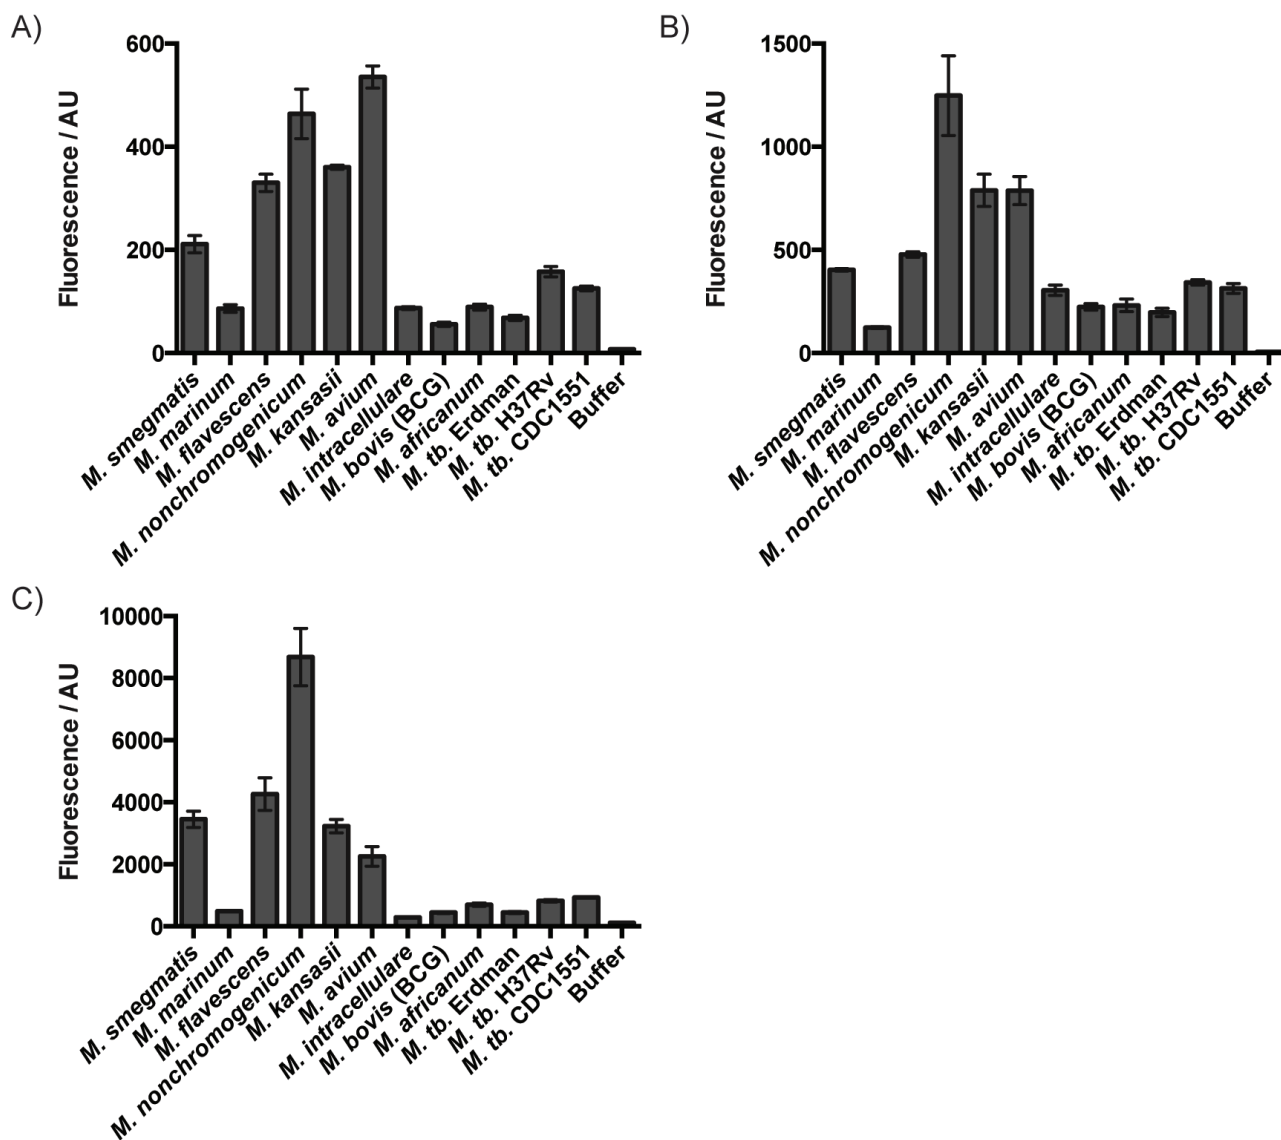 A)
Fluorescence / AU
600
400
200
0
M. smegmatis
M. marinum
M. flavescens
M. nonchromogenicum
M. kansasii
M. avium
M. intracellulare
M. bovis (BCG)
M. africanum
M. tb. Erdman
M. tb. H37Rv
M. tb. CDC1551
Buffer
B)
Fluorescence / AU
1500
1000
500
0
M. smegmatis
M. marinum
M. flavescens
M. nonchromogenicum
M. kansasii
M. avium
M. intracellulare
M. bovis (BCG)
M. africanum
M. tb. Erdman
M. tb. H37Rv
M. tb. CDC1551
Buffer
C)
Fluorescence / AU
10000
8000
6000
4000
2000
0
M. smegmatis
M. marinum
M. flavescens
M. nonchromogenicum
M. kansasii
M. avium
M. intracellulare
M. bovis (BCG)
M. africanum
M. tb. Erdman
M. tb. H37Rv
M. tb. CDC1551
Buffer